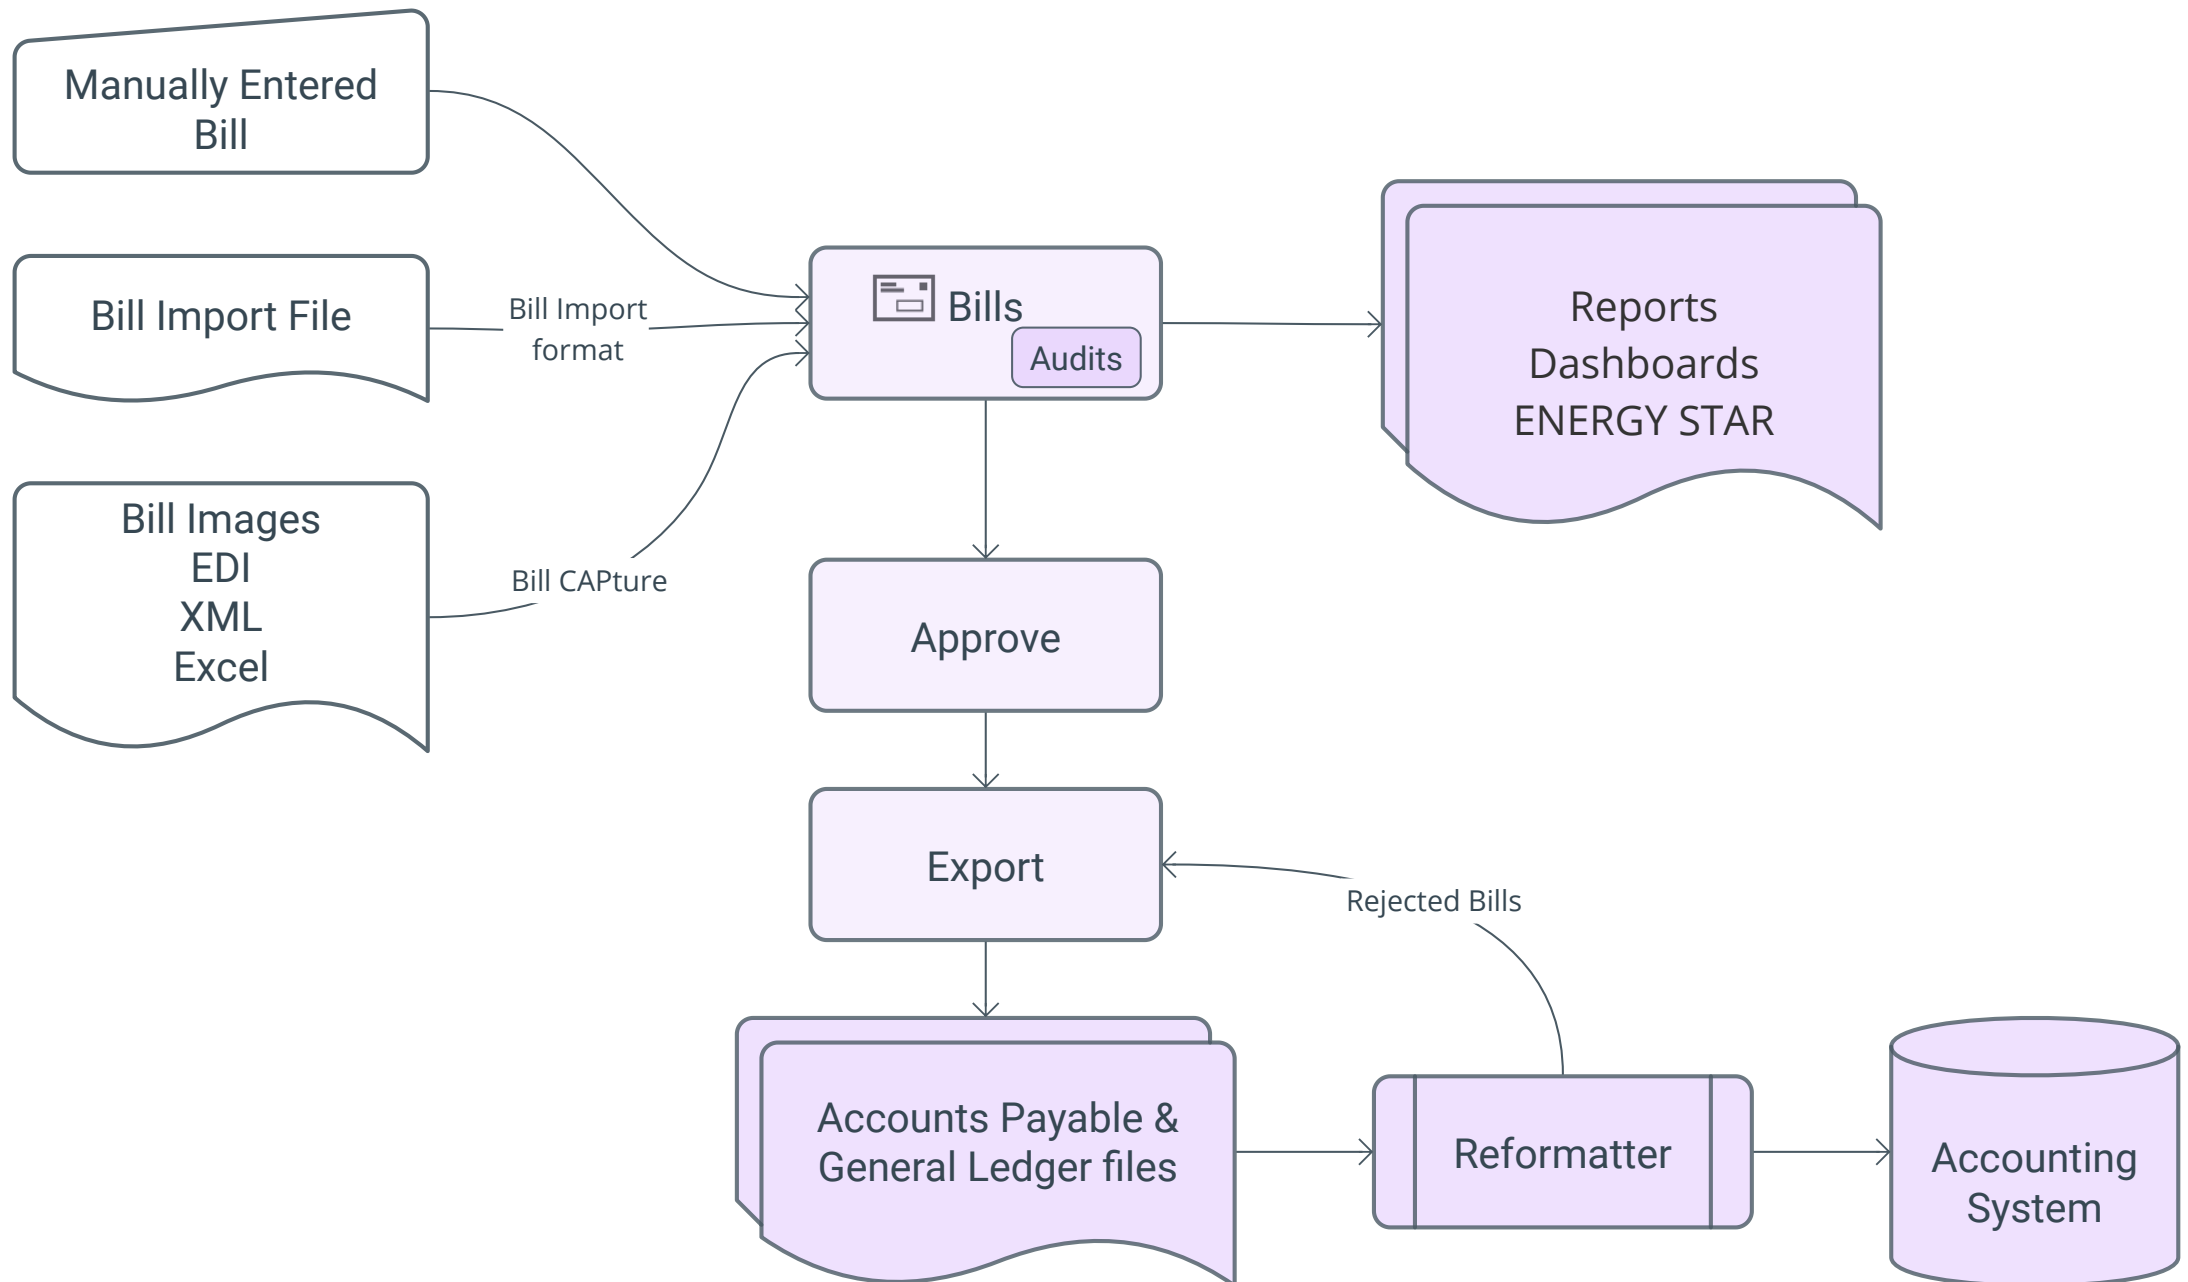 Manually Entered
Bill
Bill Import File
Bill Import
format
Bill Images
EDI
XML
Excel
Bill CAPture
Bills
Audits
Reports
Dashboards
ENERGY STAR
Approve
Export
Rejected Bills
Accounts Payable &
General Ledger files
Reformatter
Accounting
System